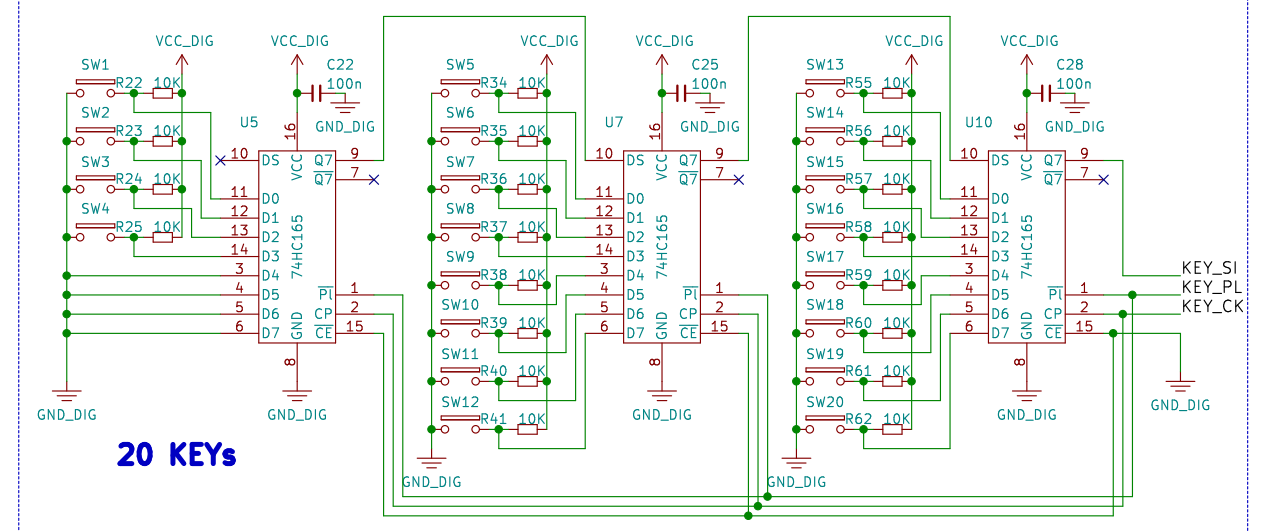 VCC_DIG VCC_DIG VCC_DIG VCC_DIG VCC_DIG VCC_DIG
SW1 C22 SW5 C25 SW13 C28
R22 10K 100n R34 10K 100n R55 10K 100n
SW2 SW6 SW14
U5 GND_DIG U7 GND_DIG U10 GND_DIG
R23 10K 16 R35 10K 16 R56 10K 16
SW3 10 DS VCC Q7 9 SW7 10 DS VCC Q7 9 SW15 10 DS VCC Q7 9
R24 10K Q7 7 R36 10K Q7 7 R57 10K Q7 7
SW4 11 D0 SW8 11 D0 SW16 11 D0
R25 10K 12 D1 R37 10K 12 D1 R58 10K 12 D1
13 D2 74HC165 13 D2 74HC165 13 D2 74HC165
14 D3 SW9 14 D3 SW17 14 D3
3 D4 R38 10K 3 D4 R59 10K 3 D4 KEY_SI
4 D5 Pl 1 SW10 4 D5 Pl 1 SW18 4 D5 Pl 1 KEY_PL
5 D6 CP 2 5 D6 CP 2 5 D6 CP 2 KEY_CK
6 D7 GND CE 15 R39 10K 6 D7 GND CE 15 R60 10K 6 D7 GND CE 15
8 SW11 8 SW19 8
R40 10K R61 10K
SW12 SW20
GND_DIG GND_DIG GND_DIG GND_DIG GND_DIG
R41 10K R62 10K
20 KEYs
GND_DIG GND_DIG